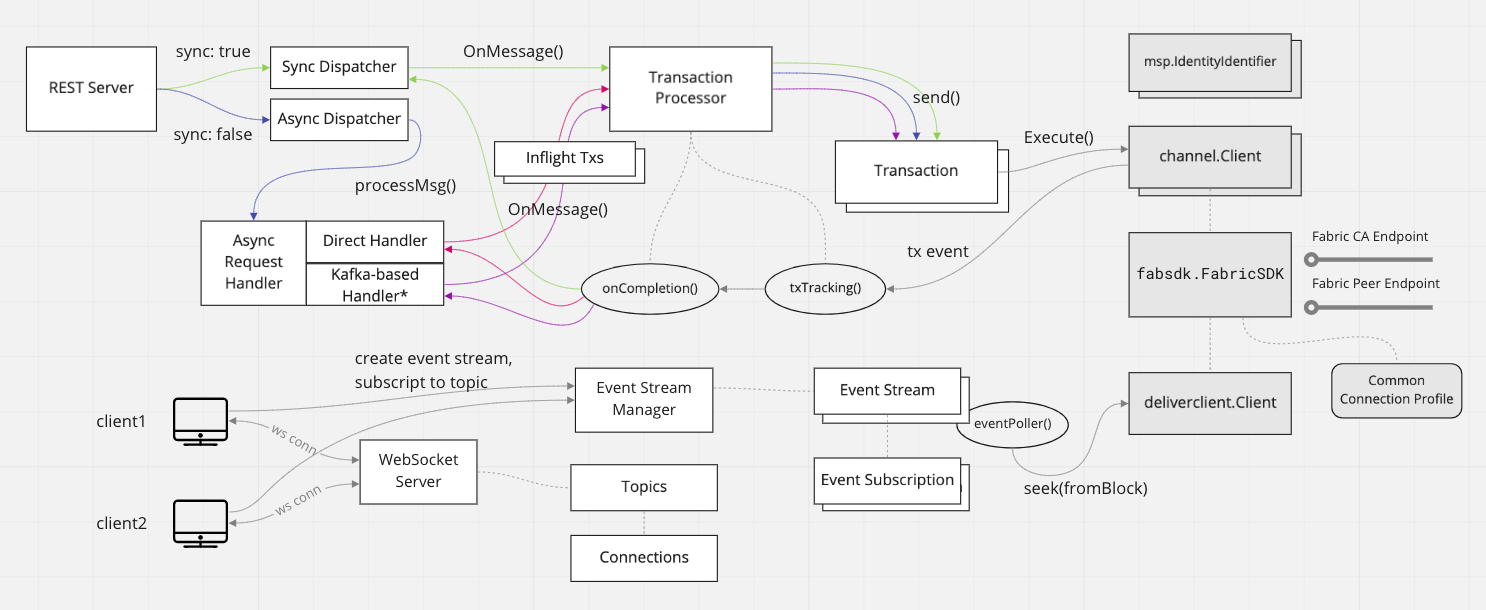 REST Server
sync: true
sync: false
Sync Dispatcher
Async Dispatcher
OnMessage()
Transaction
Processor
send()
Transaction
Execute()
msp.IdentityIdentifier
channel.Client
processMsg()
Inflight Txs
OnMessage()
Async
Request
Handler
Direct Handler
Kafka-based
Handler*
onCompletion()
txTracking()
tx event
fabsdk.FabricSDK
Fabric CA Endpoint
Fabric Peer Endpoint
Common
Connection Profile
deliverclient.Client
create event stream,
subscript to topic
client1
client2
ws conn
ws conn
WebSocket
Server
Event Stream
Manager
Topics
Connections
Event Stream
Event Subscription
eventPoller()
seek(fromBlock)